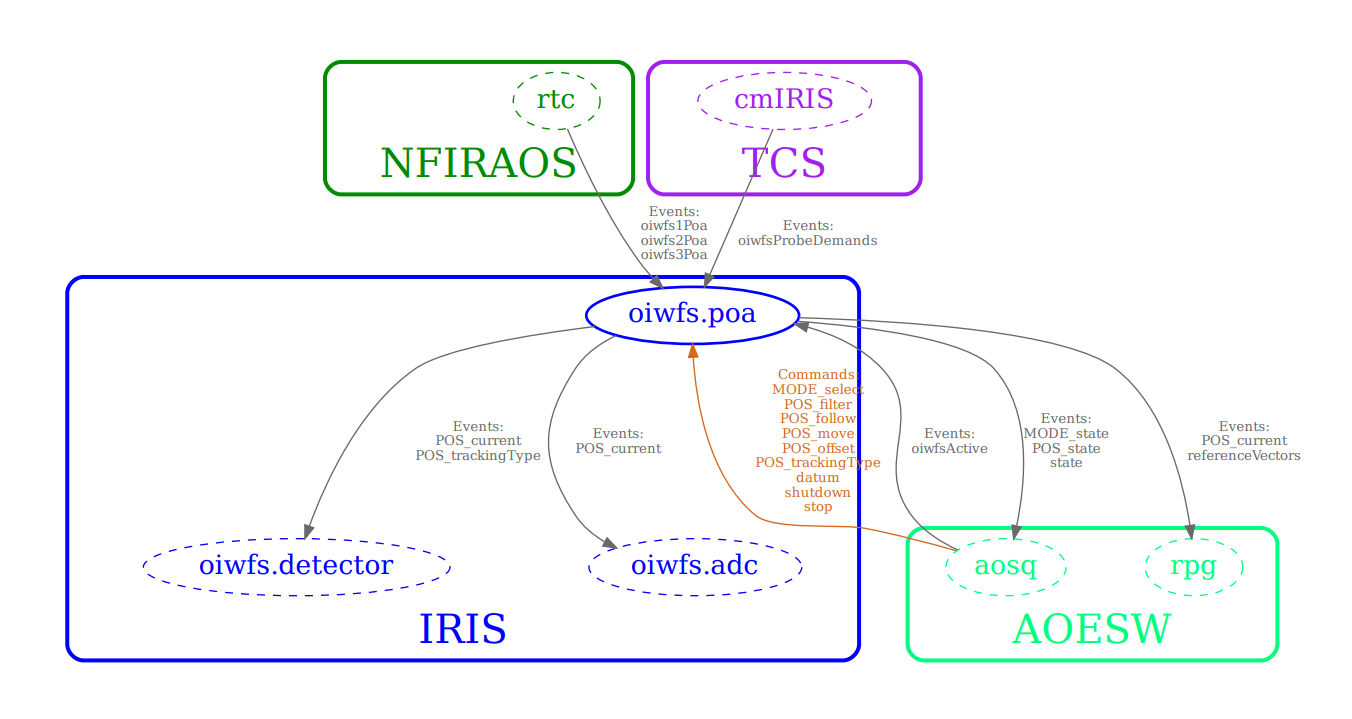 rtc
NFIRAOS
cmIRIS
TCS
Events:
oiwfs1Poa
oiwfs2Poa
oiwfs3Poa
Events:
oiwfsProbeDemands
oiwfs.poa
Events:
POS_current
POS_trackingType
Events:
POS_current
Commands:
MODE_select
POS_filter
POS_follow
POS_move
POS_offset
POS_trackingType
datum
shutdown
stop
Events:
oiwfsActive
Events:
MODE_state
POS_state
state
Events:
POS_current
referenceVectors
oiwfs.detector
oiwfs.adc
IRIS
aosq
rpg
AOESW